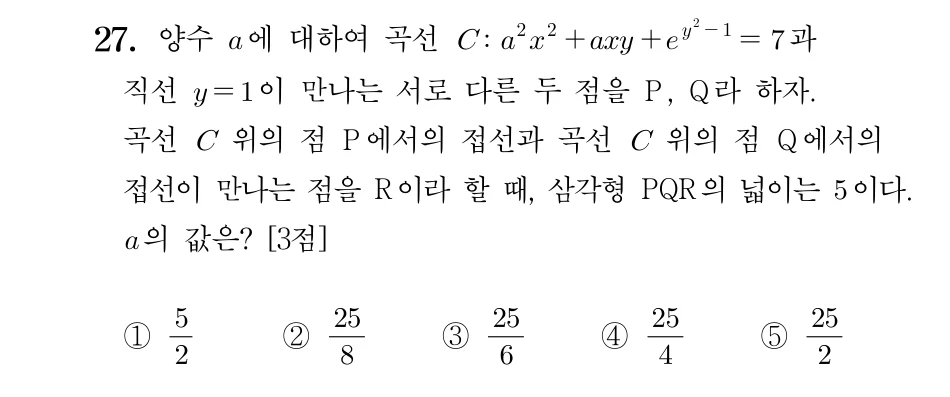 27. 양수 a에 대하여 곡선 C: a²x² + axy + e^{y²-1} = 7과
직선 y=1이 만나는 서로 다른 두 점을 P, Q라 하자.
곡선 C 위의 점 P에서의 접선과 곡선 C 위의 점 Q에서의
접선이 만나는 점을 R이라 할 때, 삼각형 PQR의 넓이는 5이다.
a의 값은? [3점]
① 5/2 ② 25/8 ③ 25/6 ④ 25/4 ⑤ 25/2